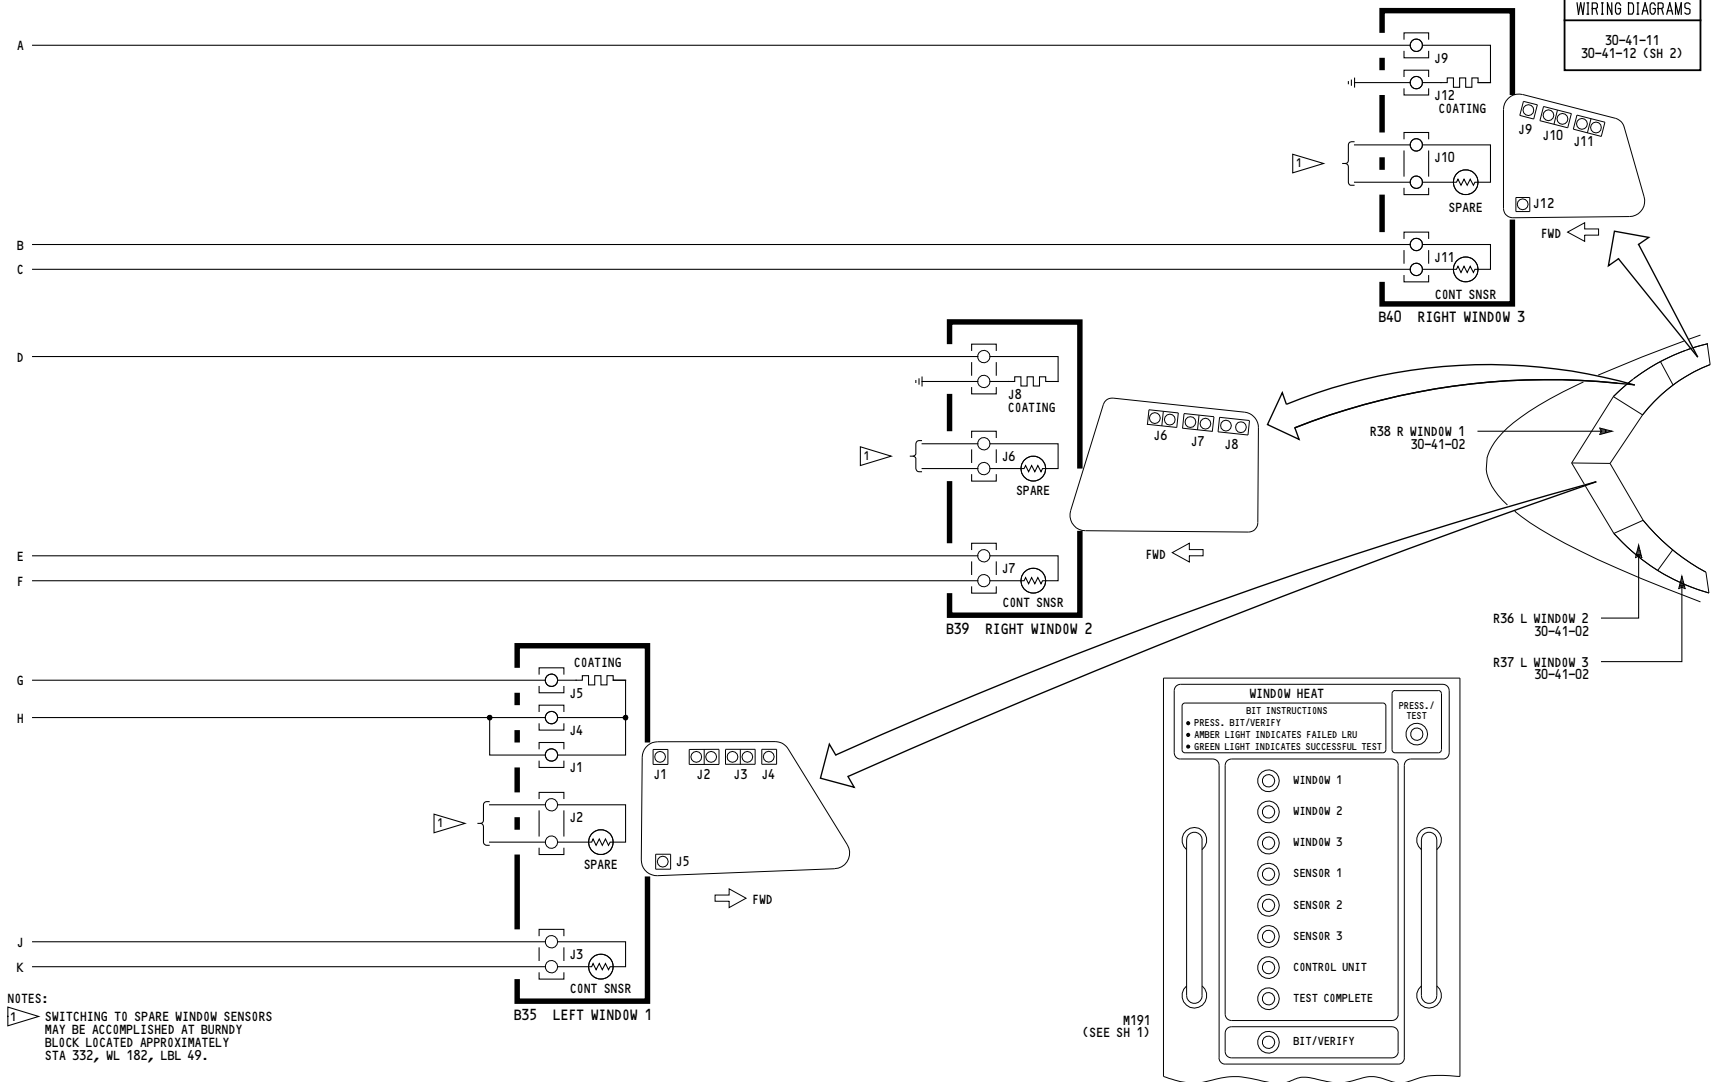 WIRING DIAGRAMS
30-41-11
30-41-12 (SH 2)
A
J9
J12
COATING
1
J10
SPARE
B
C
J11
CONT SNSR
B40 RIGHT WINDOW 3
J9 J10 J11
J12
FWD
D
J8
COATING
1
J6
SPARE
E
F
J7
CONT SNSR
B39 RIGHT WINDOW 2
J6 J7 J8
FWD
R38 R WINDOW 1
30-41-02
R36 L WINDOW 2
30-41-02
R37 L WINDOW 3
30-41-02
G
H
COATING
J5
J4
J1
1
J2
SPARE
J
K
J3
CONT SNSR
B35 LEFT WINDOW 1
J1 J2 J3 J4
J5
FWD
WINDOW HEAT
BIT INSTRUCTIONS
• PRESS. BIT/VERIFY
• AMBER LIGHT INDICATES FAILED LRU
• GREEN LIGHT INDICATES SUCCESSFUL TEST
PRESS./
TEST
WINDOW 1
WINDOW 2
WINDOW 3
SENSOR 1
SENSOR 2
SENSOR 3
CONTROL UNIT
TEST COMPLETE
BIT/VERIFY
M191
(SEE SH 1)
NOTES:
1 SWITCHING TO SPARE WINDOW SENSORS
MAY BE ACCOMPLISHED AT BURNDY
BLOCK LOCATED APPROXIMATELY
STA 332, WL 182, LBL 49.